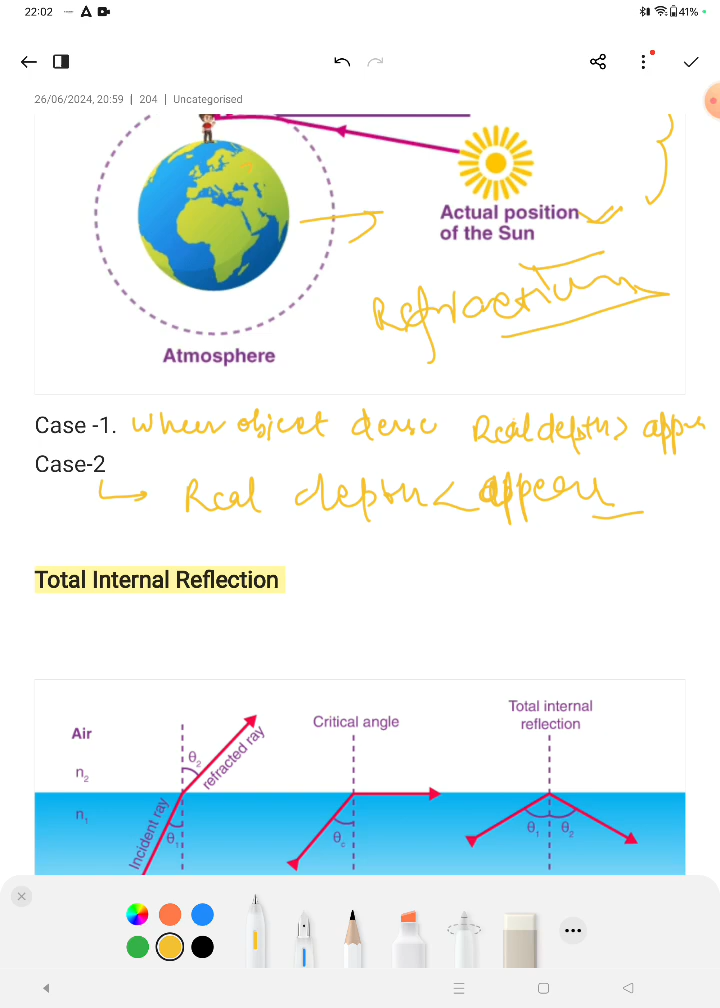 22:02 41%
26/06/2024, 20:59 | 204 | Uncategorised
Actual position
of the Sun
Refraction
Atmosphere
Case -1. when object dense Real depth > appe
Case-2
Real depth < appear
Total Internal Reflection
Total internal
reflection
Critical angle
Air
θ2
refracted ray
n2
n1
Incident ray
θ1
θc
θ1 θ2